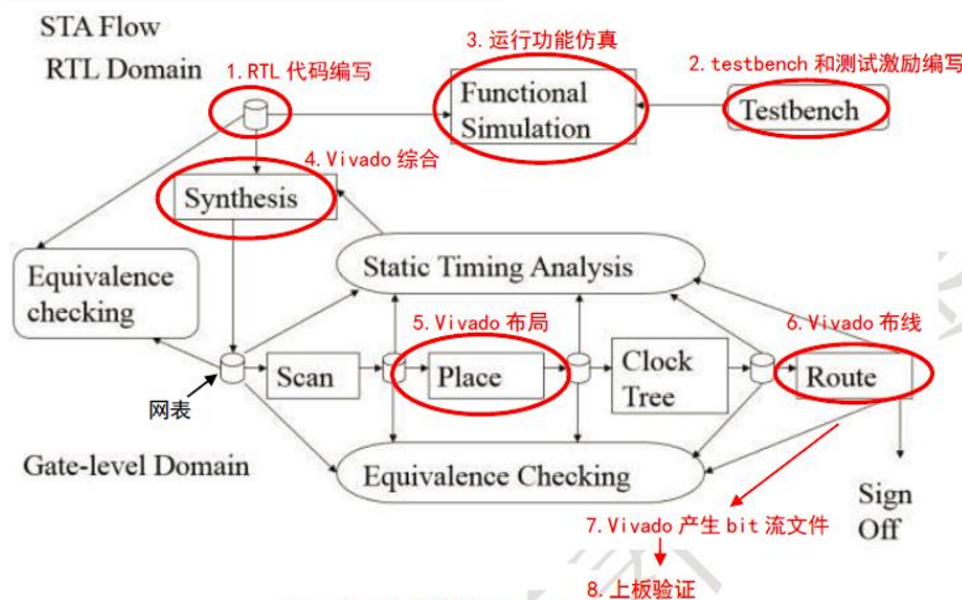 STA Flow
RTL Domain
1.RTL 代码编写
3.运行功能仿真
2.testbench 和测试激励编写
Functional
Simulation
Testbench
4.Vivado 综合
Synthesis
Static Timing Analysis
Equivalence
checking
5.Vivado 布局
6.Vivado 布线
Scan
Place
Clock
Tree
Route
网表
Gate-level Domain
Equivalence Checking
Sign
Off
7.Vivado 产生 bit 流文件
8.上板验证